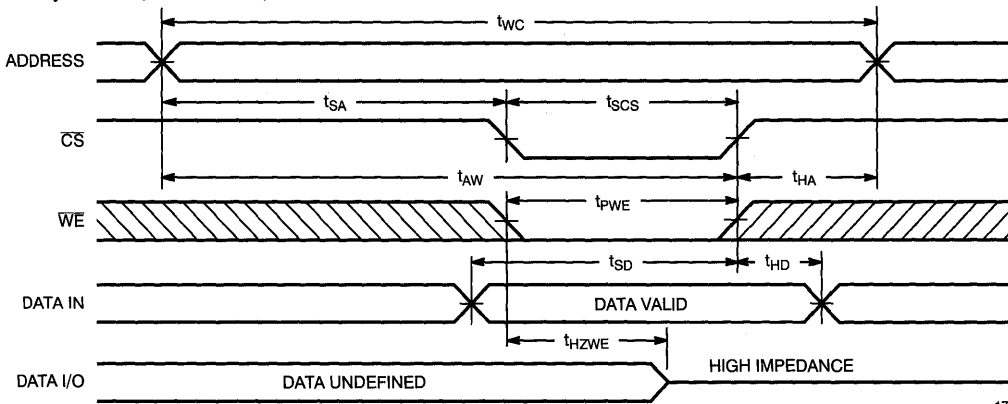 tWC
ADDRESS
tSA tSCS
CS
tAW tHA
WE
tPWE
tSD tHD
DATA IN
DATA VALID
tHZWE
HIGH IMPEDANCE
DATA I/O
DATA UNDEFINED